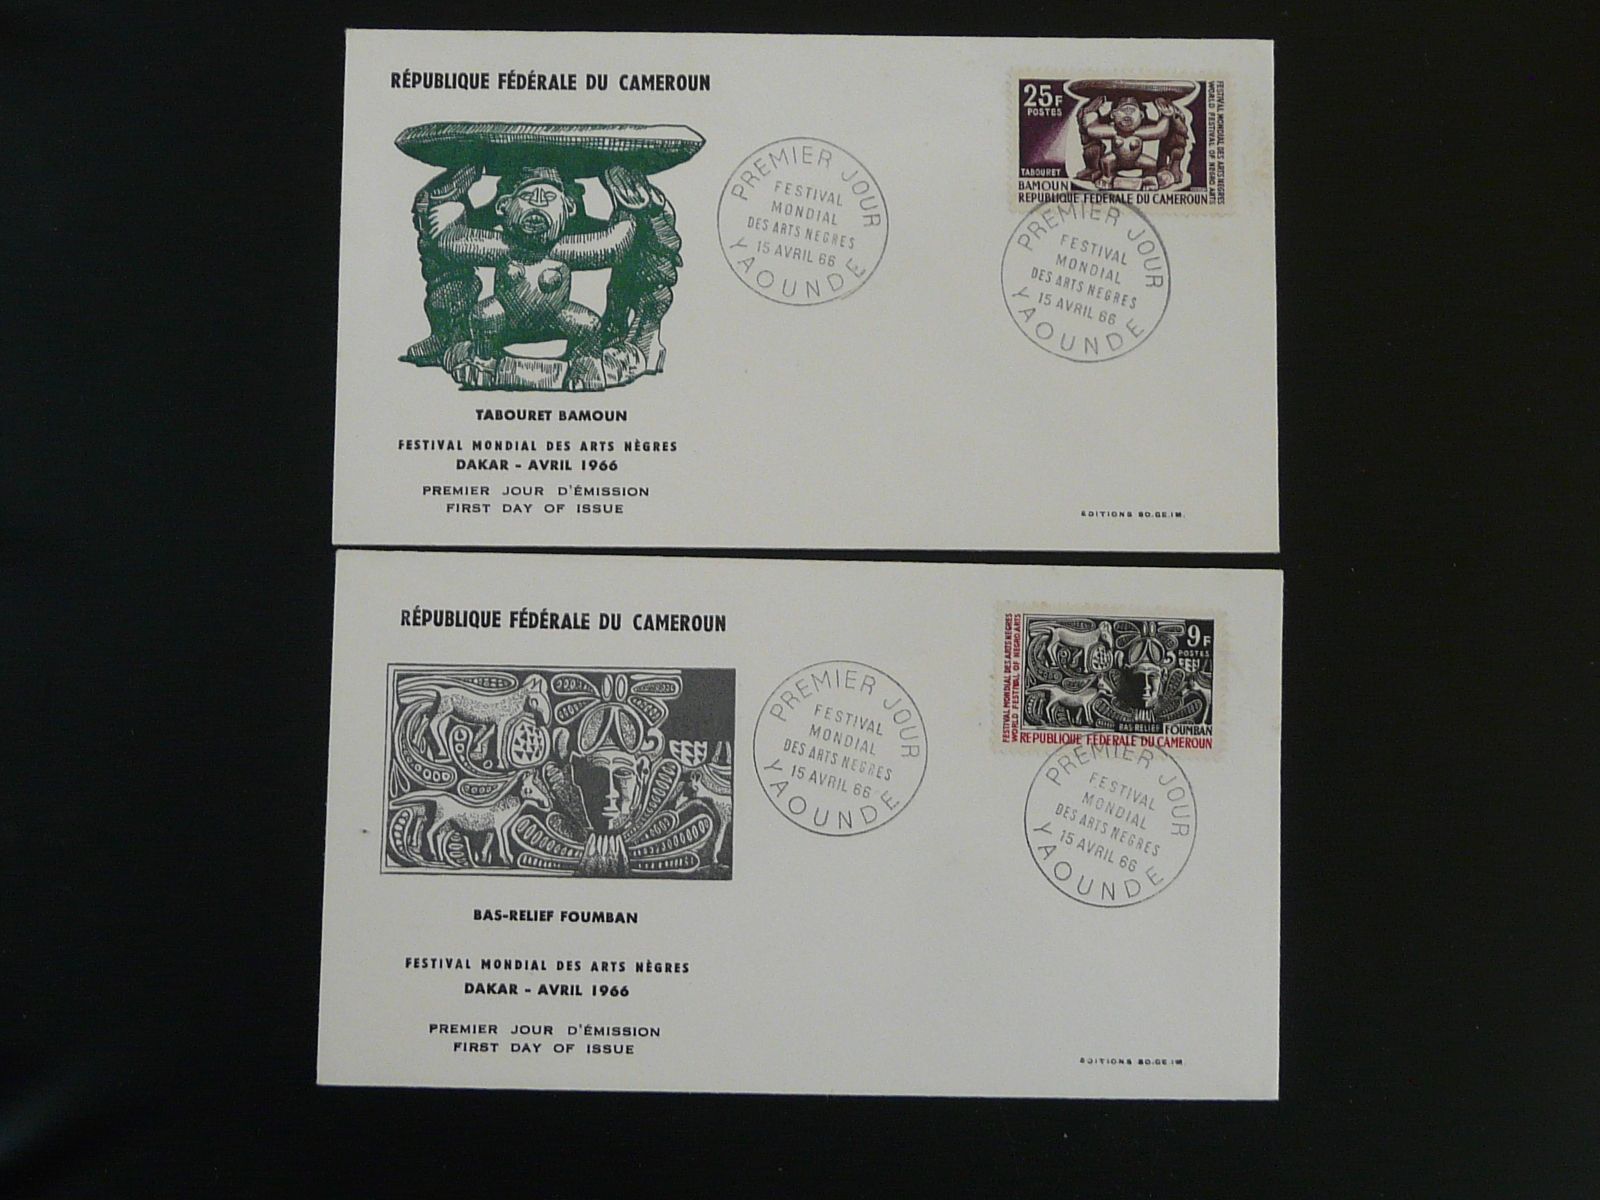 RÉPUBLIQUE FÉDÉRALE DU CAMEROUN
TABOURET BAMOUN
FESTIVAL MONDIAL DES ARTS NÈGRES
DAKAR - AVRIL 1966
PREMIER JOUR D'ÉMISSION
FIRST DAY OF ISSUE
PREMIER JOUR
FESTIVAL
MONDIAL
DES ARTS NEGRES
15 AVRIL 66
YAOUNDE
25F
POSTES
FESTIVAL MONDIAL DES ARTS NEGRES
WORLD FESTIVAL OF NEGRO ARTS
TABOURET
BAMOUN
REPUBLIQUE FÉDÉRALE DU CAMEROUN
PREMIER JOUR
FESTIVAL
MONDIAL
DES ARTS NEGRES
15 AVRIL 66
YAOUNDE
EDITIONS SO.GE.IM.
RÉPUBLIQUE FÉDÉRALE DU CAMEROUN
BAS-RELIEF FOUMBAN
FESTIVAL MONDIAL DES ARTS NÈGRES
DAKAR - AVRIL 1966
PREMIER JOUR D'ÉMISSION
FIRST DAY OF ISSUE
PREMIER JOUR
FESTIVAL
MONDIAL
DES ARTS NEGRES
15 AVRIL 66
YAOUNDE
FESTIVAL MONDIAL DES ARTS NÈGRES
WORLD FESTIVAL OF NEGRO ARTS
9F
POSTES
BAS-RELIEF FOUMBAN
REPUBLIQUE FÉDERALE DU CAMEROUN
PREMIER JOUR
FESTIVAL
MONDIAL
DES ARTS NEGRES
15 AVRIL 66
YAOUNDE
EDITIONS SO.GE.IM.